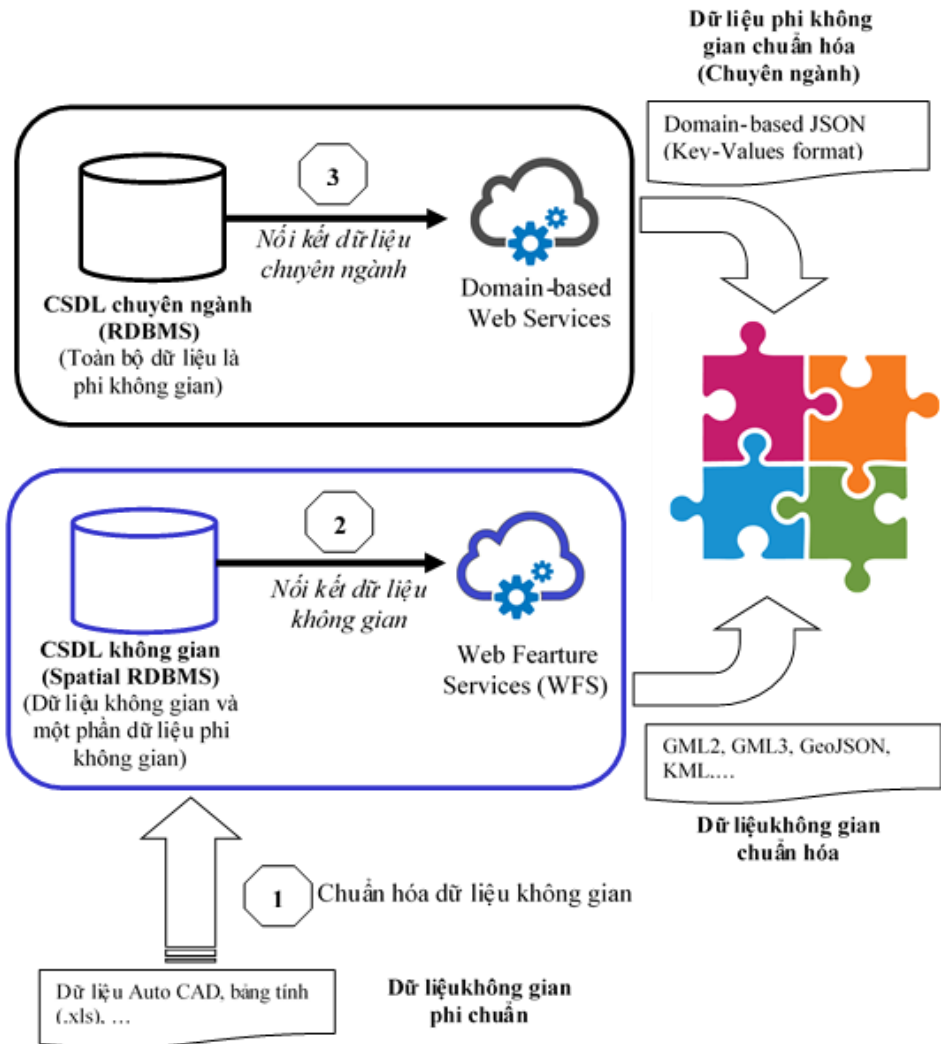 Dữ liệu phi không
gian chuẩn hóa
(Chuyên ngành)
Domain-based JSON
(Key-Values format)
3
Nối kết dữ liệu
chuyên ngành
CSDL chuyên ngành
(RDBMS)
(Toàn bộ dữ liệu là
phi không gian)
Domain-based
Web Services
2
Nối kết dữ liệu
không gian
CSDL không gian
(Spatial RDBMS)
(Dữ liệu không gian và
một phần dữ liệu phi
không gian)
Web Fearture
Services (WFS)
GML2, GML3, GeoJSON,
KML,...
Dữ liệukhông gian
chuẩn hóa
1
Chuẩn hóa dữ liệu không gian
Dữ liệu Auto CAD, bảng tính
(.xls), ...
Dữ liệukhông gian
phi chuẩn